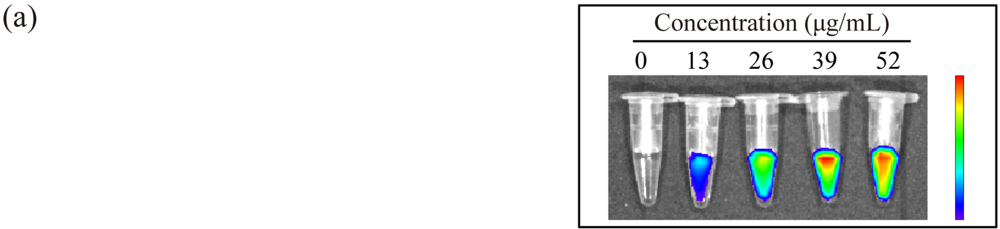 (a)
Concentration (μg/mL)
0 13 26 39 52